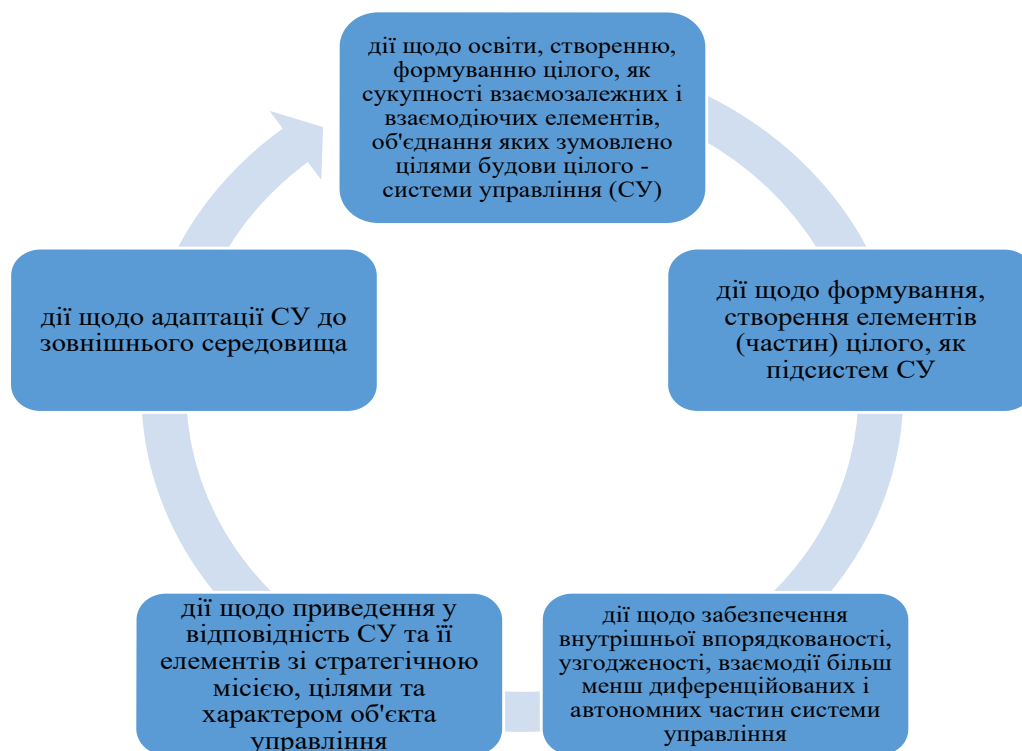 дії щодо освіти, створенню,
формуванню цілого, як
сукупності взаємозалежних і
взаємодіючих елементів,
об'єднання яких зумовлено
цілями будови цілого -
системи управління (СУ)
дії щодо формування,
створення елементів
(частин) цілого, як
підсистем СУ
дії щодо забезпечення
внутрішньої впорядкованості,
узгодженості, взаємодії більш
менш диференційованих і
автономних частин системи
управління
дії щодо приведення у
відповідність СУ та її
елементів зі стратегічною
місією, цілями та
характером об'єкта
управління
дії щодо адаптації СУ до
зовнішнього середовища